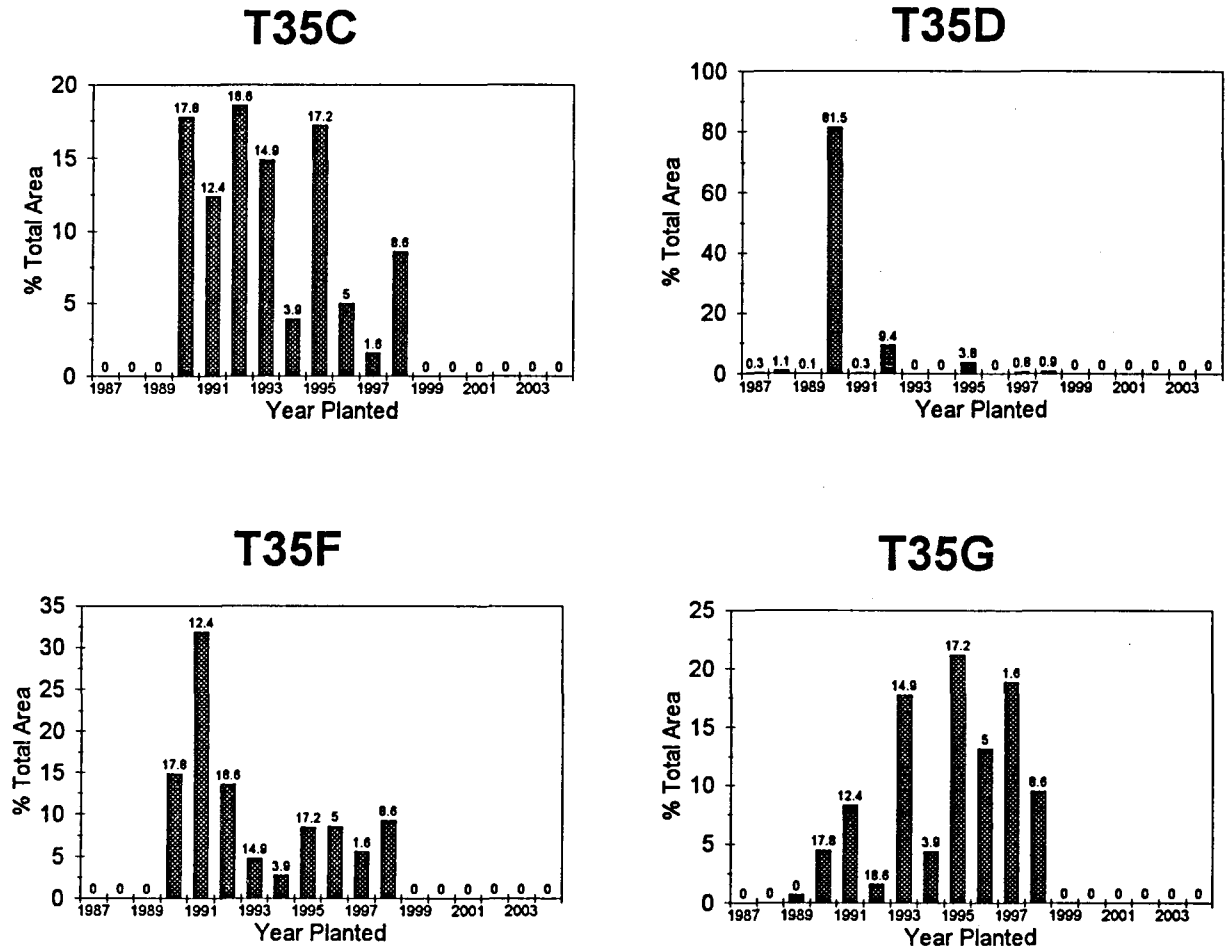 T35C
% Total Area
20
15
10
5
0
0 0 0 17.8 12.4 18.6 14.9 3.9 17.2 5 1.6 8.6 0 0 0 0 0 0
1987 1989 1991 1993 1995 1997 1999 2001 2003
Year Planted
T35D
% Total Area
100
80
60
40
20
0
0.3 1.1 0.1 81.5 0.3 9.4 0 0 3.8 0 0.8 0.9 0 0 0 0 0 0
1987 1989 1991 1993 1995 1997 1999 2001 2003
Year Planted
T35F
% Total Area
35
30
25
20
15
10
5
0
0 0 0 17.8 12.4 18.6 14.9 3.9 17.2 5 1.6 8.6 0 0 0 0 0 0
1987 1989 1991 1993 1995 1997 1999 2001 2003
Year Planted
T35G
% Total Area
25
20
15
10
5
0
0 0 0 17.8 12.4 18.6 14.9 3.9 17.2 5 1.6 8.6 0 0 0 0 0 0
1987 1989 1991 1993 1995 1997 1999 2001 2003
Year Planted